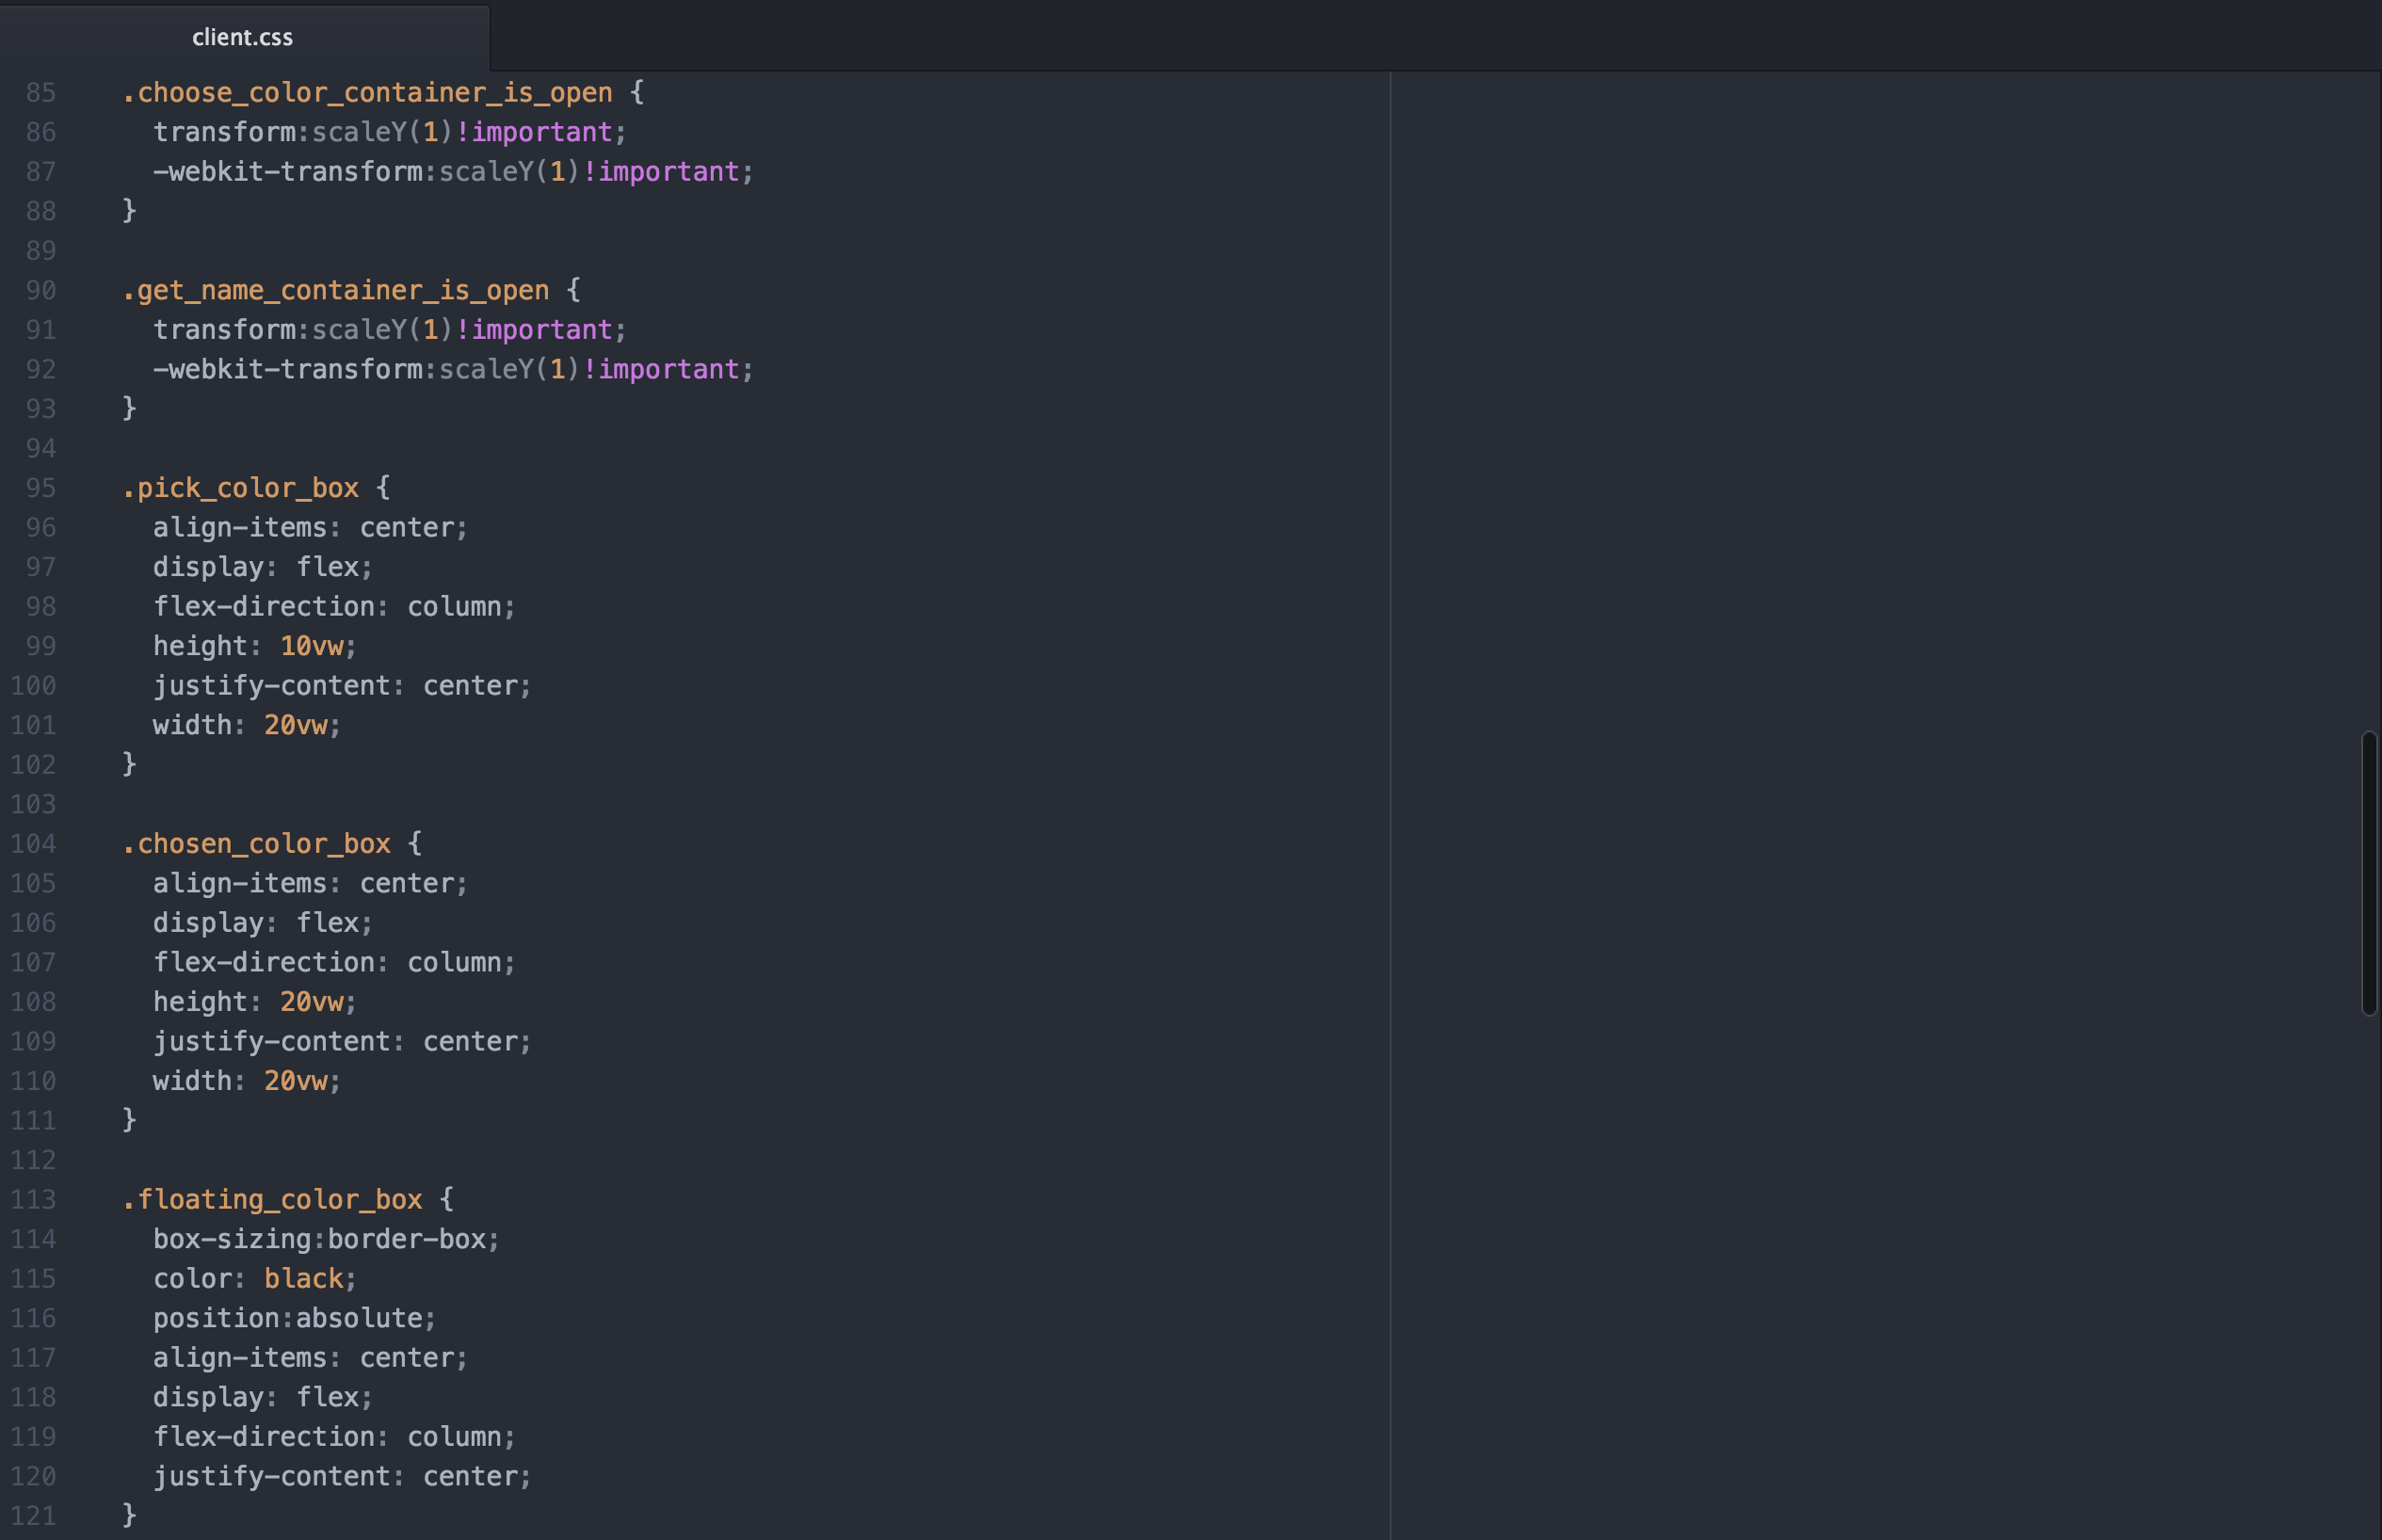 client.css
85 .choose_color_container_is_open {
86 transform:scaleY(1)!important;
87 -webkit-transform:scaleY(1)!important;
88 }
89
90 .get_name_container_is_open {
91 transform:scaleY(1)!important;
92 -webkit-transform:scaleY(1)!important;
93 }
94
95 .pick_color_box {
96 align-items: center;
97 display: flex;
98 flex-direction: column;
99 height: 10vw;
100 justify-content: center;
101 width: 20vw;
102 }
103
104 .chosen_color_box {
105 align-items: center;
106 display: flex;
107 flex-direction: column;
108 height: 20vw;
109 justify-content: center;
110 width: 20vw;
111 }
112
113 .floating_color_box {
114 box-sizing:border-box;
115 color: black;
116 position:absolute;
117 align-items: center;
118 display: flex;
119 flex-direction: column;
120 justify-content: center;
121 }